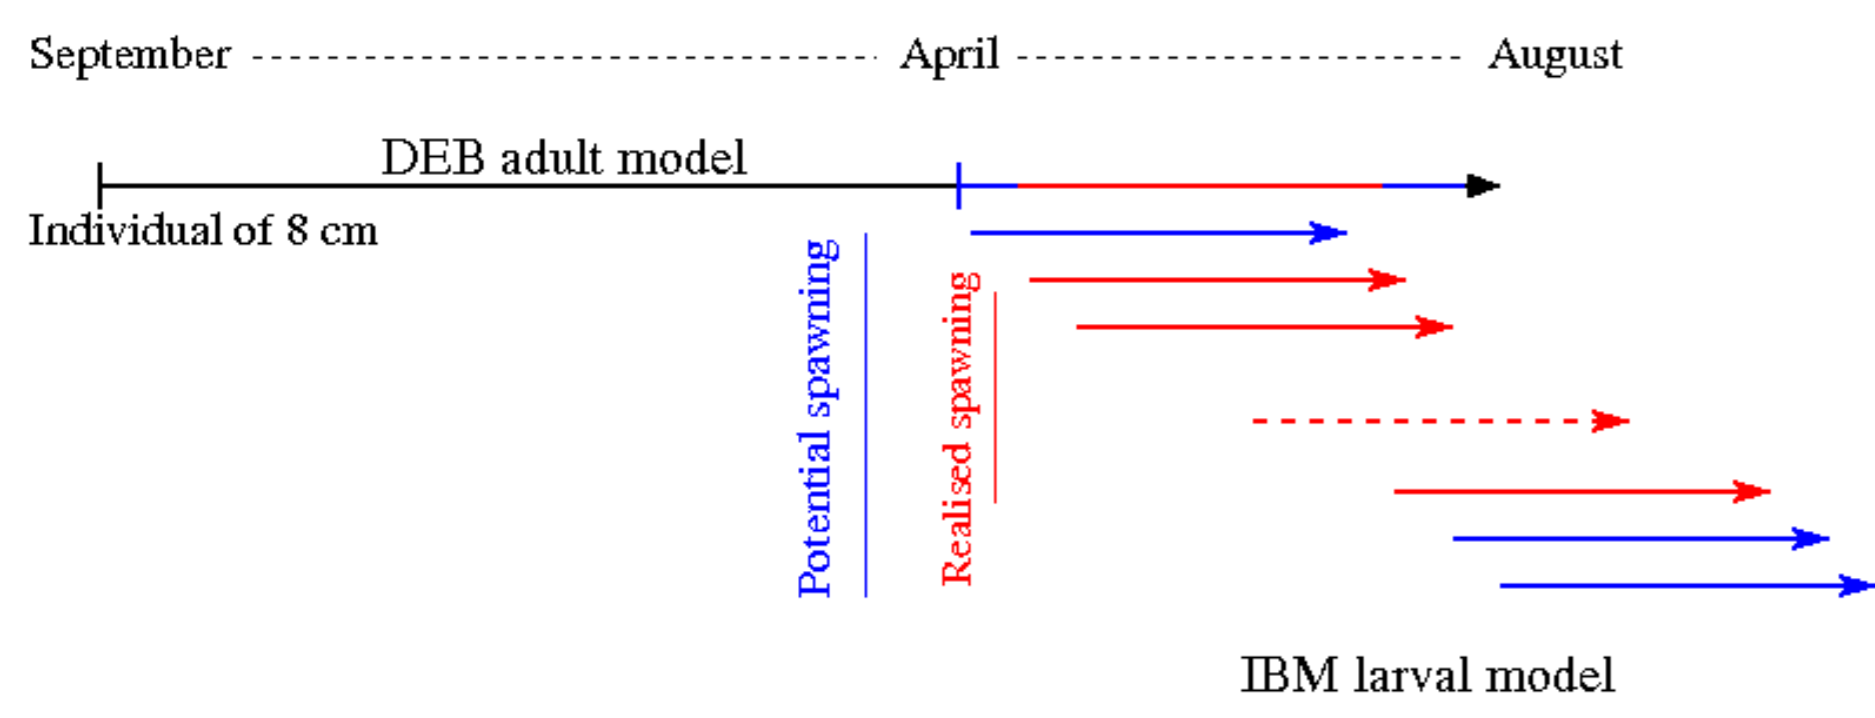 September April August
DEB adult model
Individual of 8 cm
Potential spawning
Realised spawning
IBM larval model